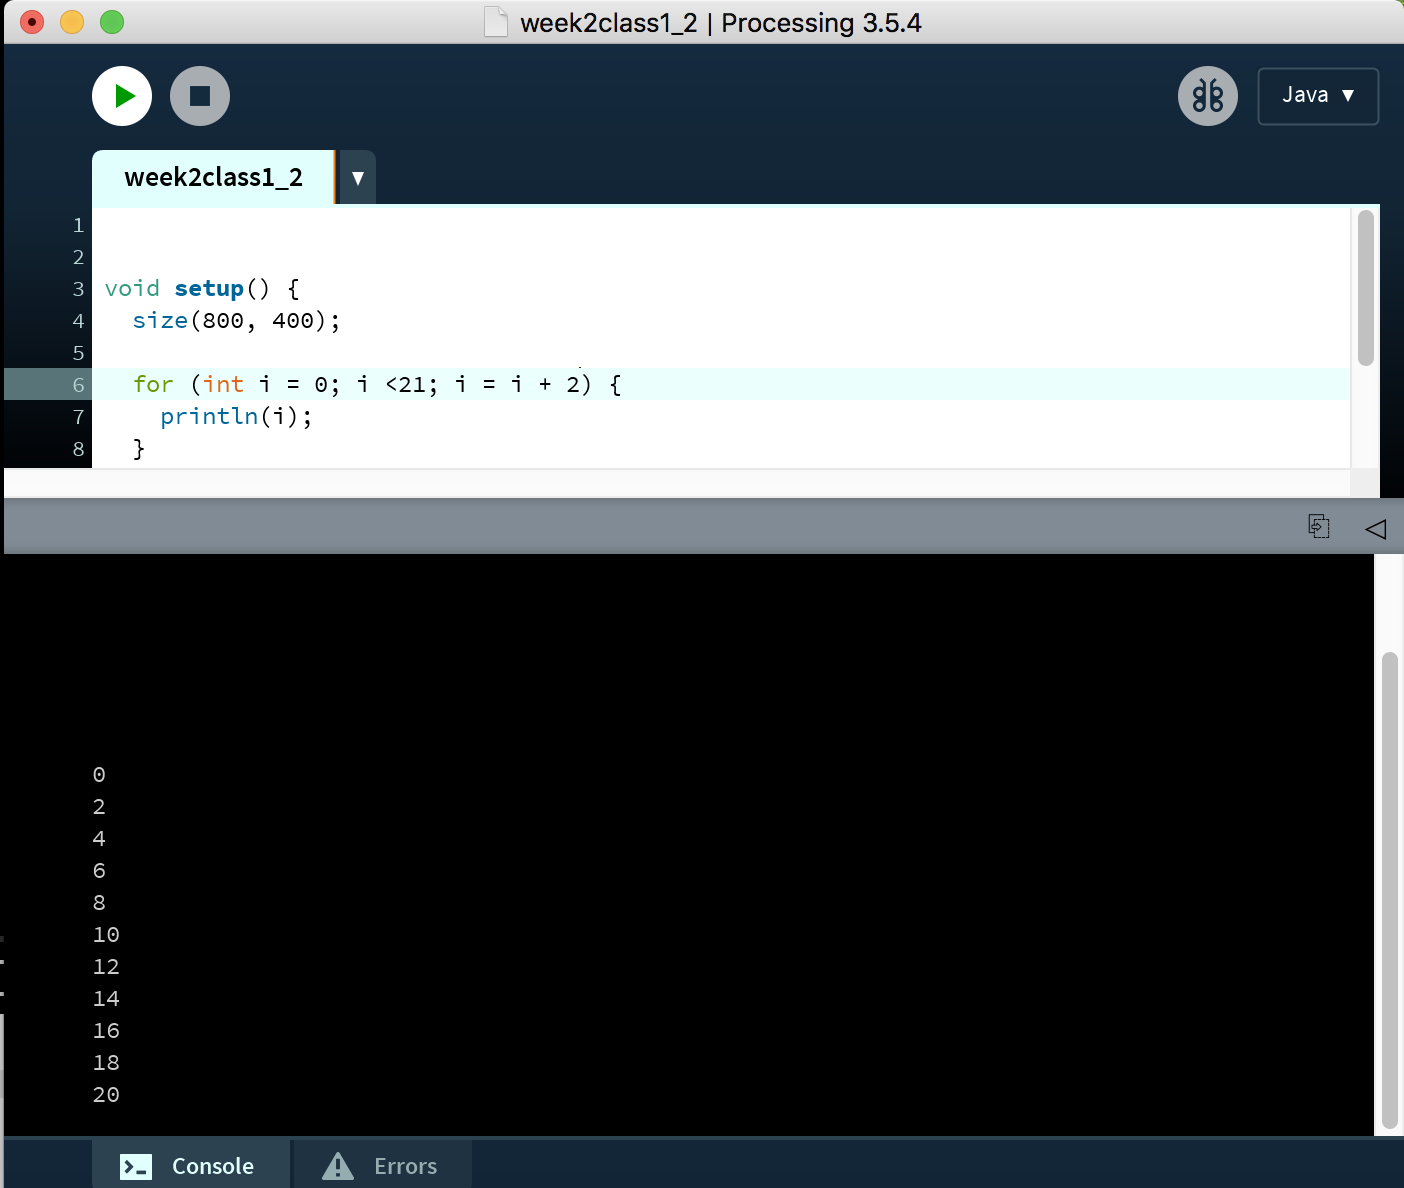 week2class1_2 | Processing 3.5.4
Java ▼
week2class1_2 ▼
1
2
3 void setup() {
4 size(800, 400);
5
6 for (int i = 0; i <21; i = i + 2) {
7 println(i);
8 }
0
2
4
6
8
10
12
14
16
18
20
Console Errors